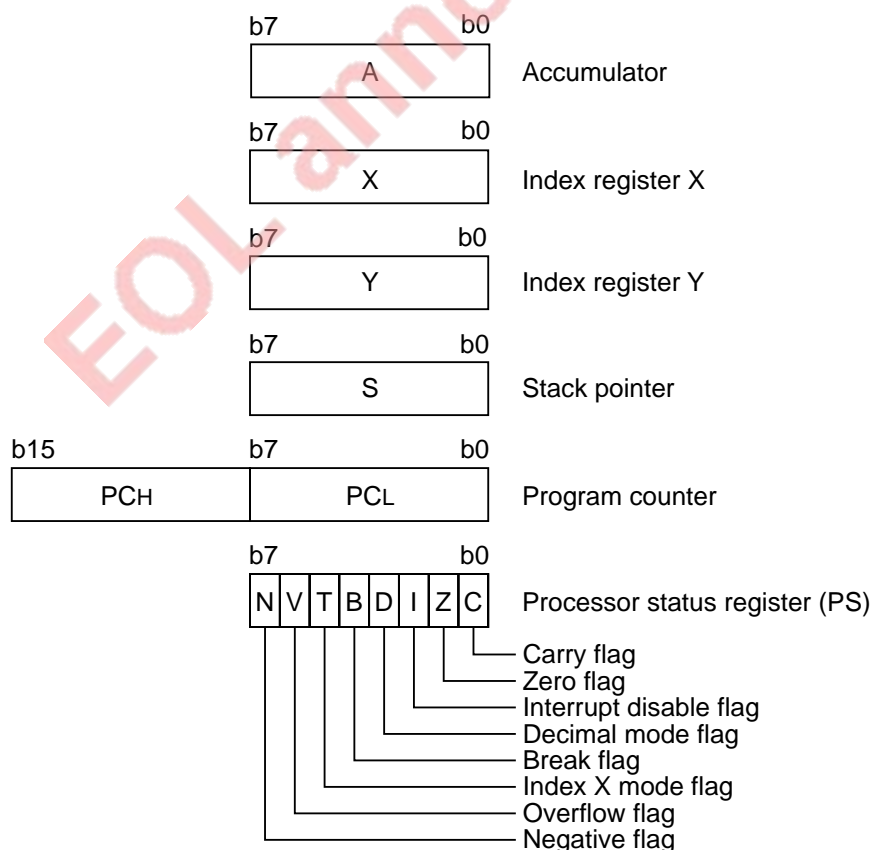 b7 b0
A Accumulator
b7 b0
X Index register X
b7 b0
Y Index register Y
b7 b0
S Stack pointer
b15 b7 b0
PCH PCL Program counter
b7 b0
N V T B D I Z C Processor status register (PS)
Carry flag
Zero flag
Interrupt disable flag
Decimal mode flag
Break flag
Index X mode flag
Overflow flag
Negative flag
EOL